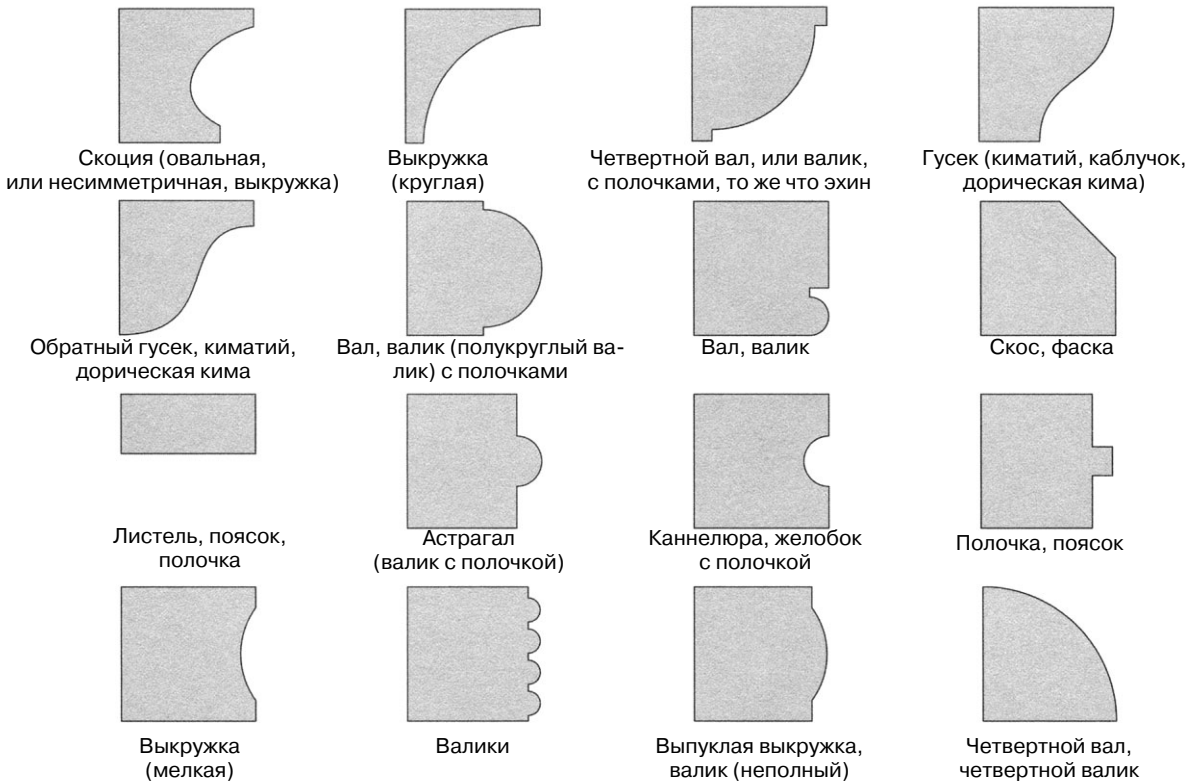 Скоция (овальная,
или несимметричная, выкружка)
Выкружка
(круглая)
Четвертной вал, или валик,
с полочками, то же что эхин
Гусек (киматий, каблучок,
дорическая кима)
Обратный гусек, киматий,
дорическая кима
Вал, валик (полукруглый ва-
лик) с полочками
Вал, валик
Скос, фаска
Листель, поясок,
полочка
Астрагал
(валик с полочкой)
Каннелюра, желобок
с полочкой
Полочка, поясок
Выкружка
(мелкая)
Валики
Выпуклая выкружка,
валик (неполный)
Четвертной вал,
четвертной валик